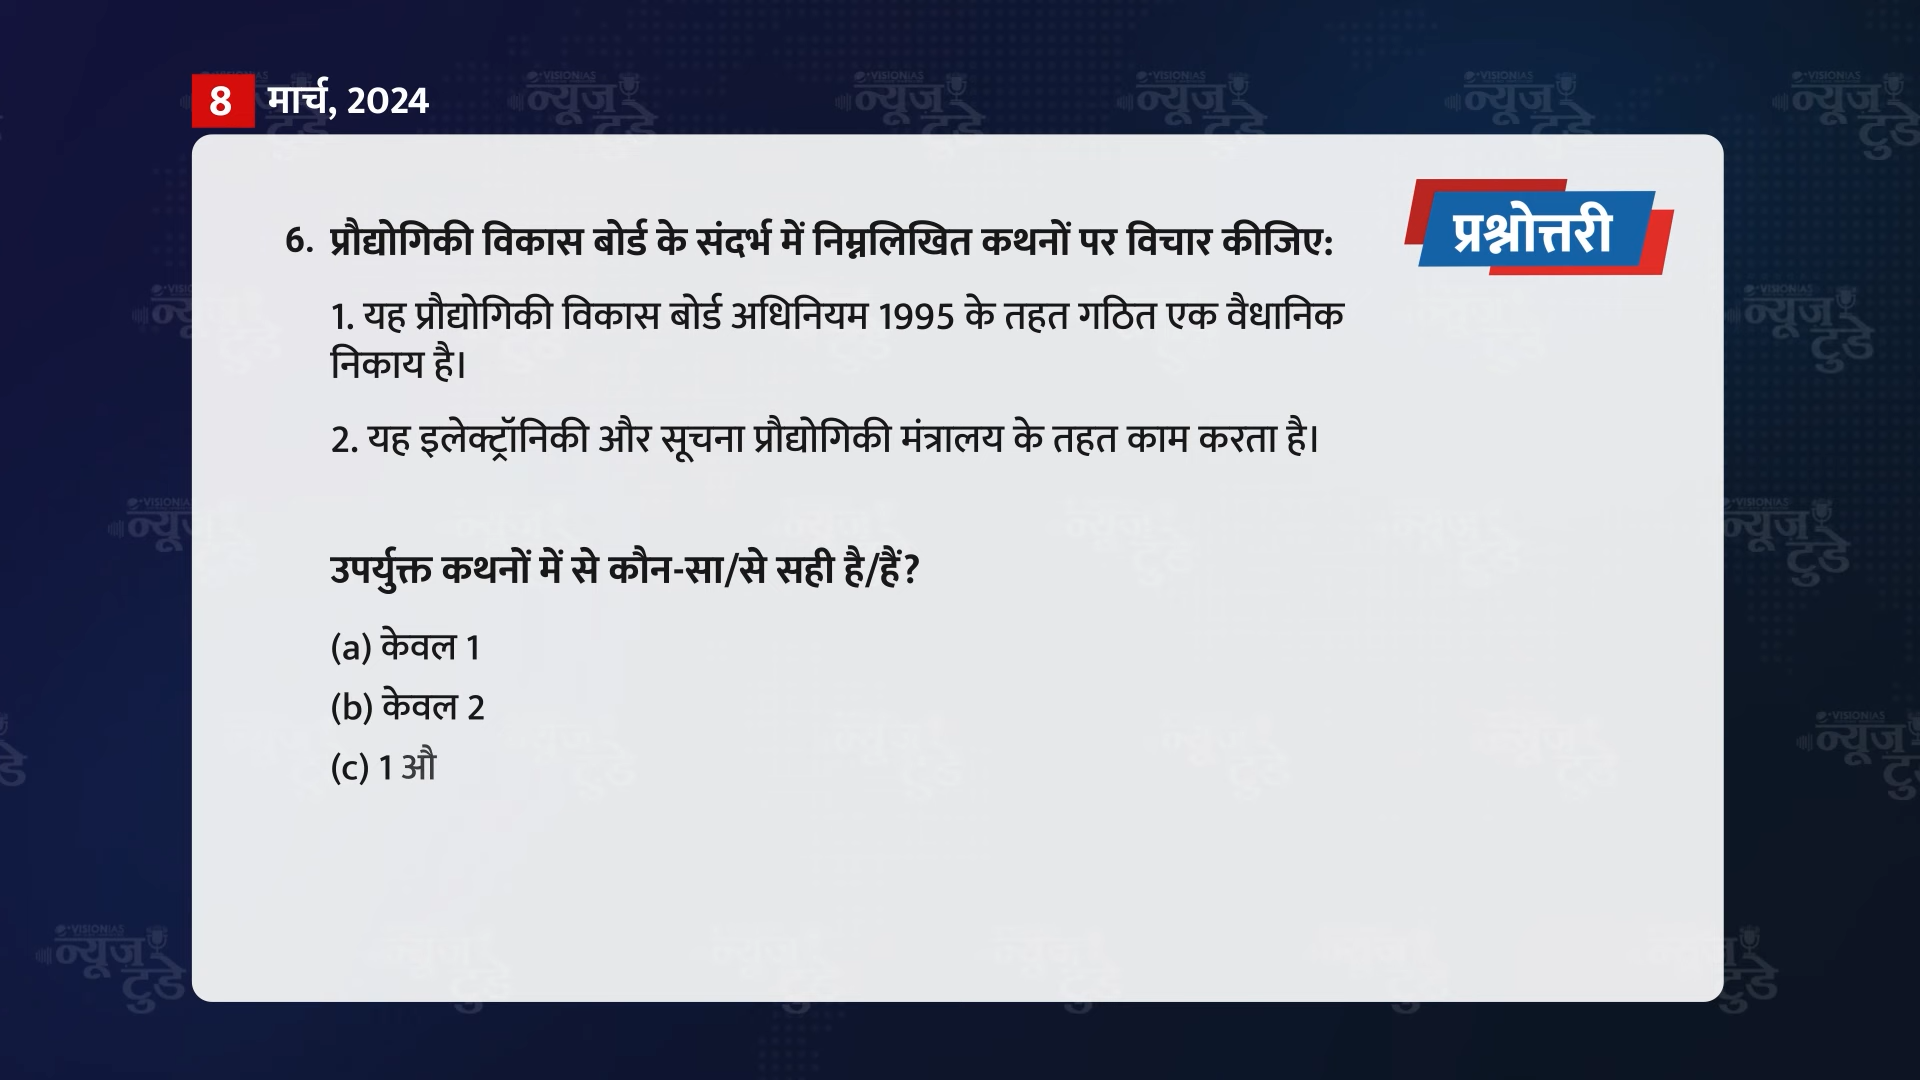 8 मार्च, 2024
प्रश्नोत्तरी
6. प्रौद्योगिकी विकास बोर्ड के संदर्भ में निम्नलिखित कथनों पर विचार कीजिए:
1. यह प्रौद्योगिकी विकास बोर्ड अधिनियम 1995 के तहत गठित एक वैधानिक
निकाय है।
2. यह इलेक्ट्रॉनिकी और सूचना प्रौद्योगिकी मंत्रालय के तहत काम करता है।
उपर्युक्त कथनों में से कौन-सा/से सही है/हैं?
(a) केवल 1
(b) केवल 2
(c) 1 औ